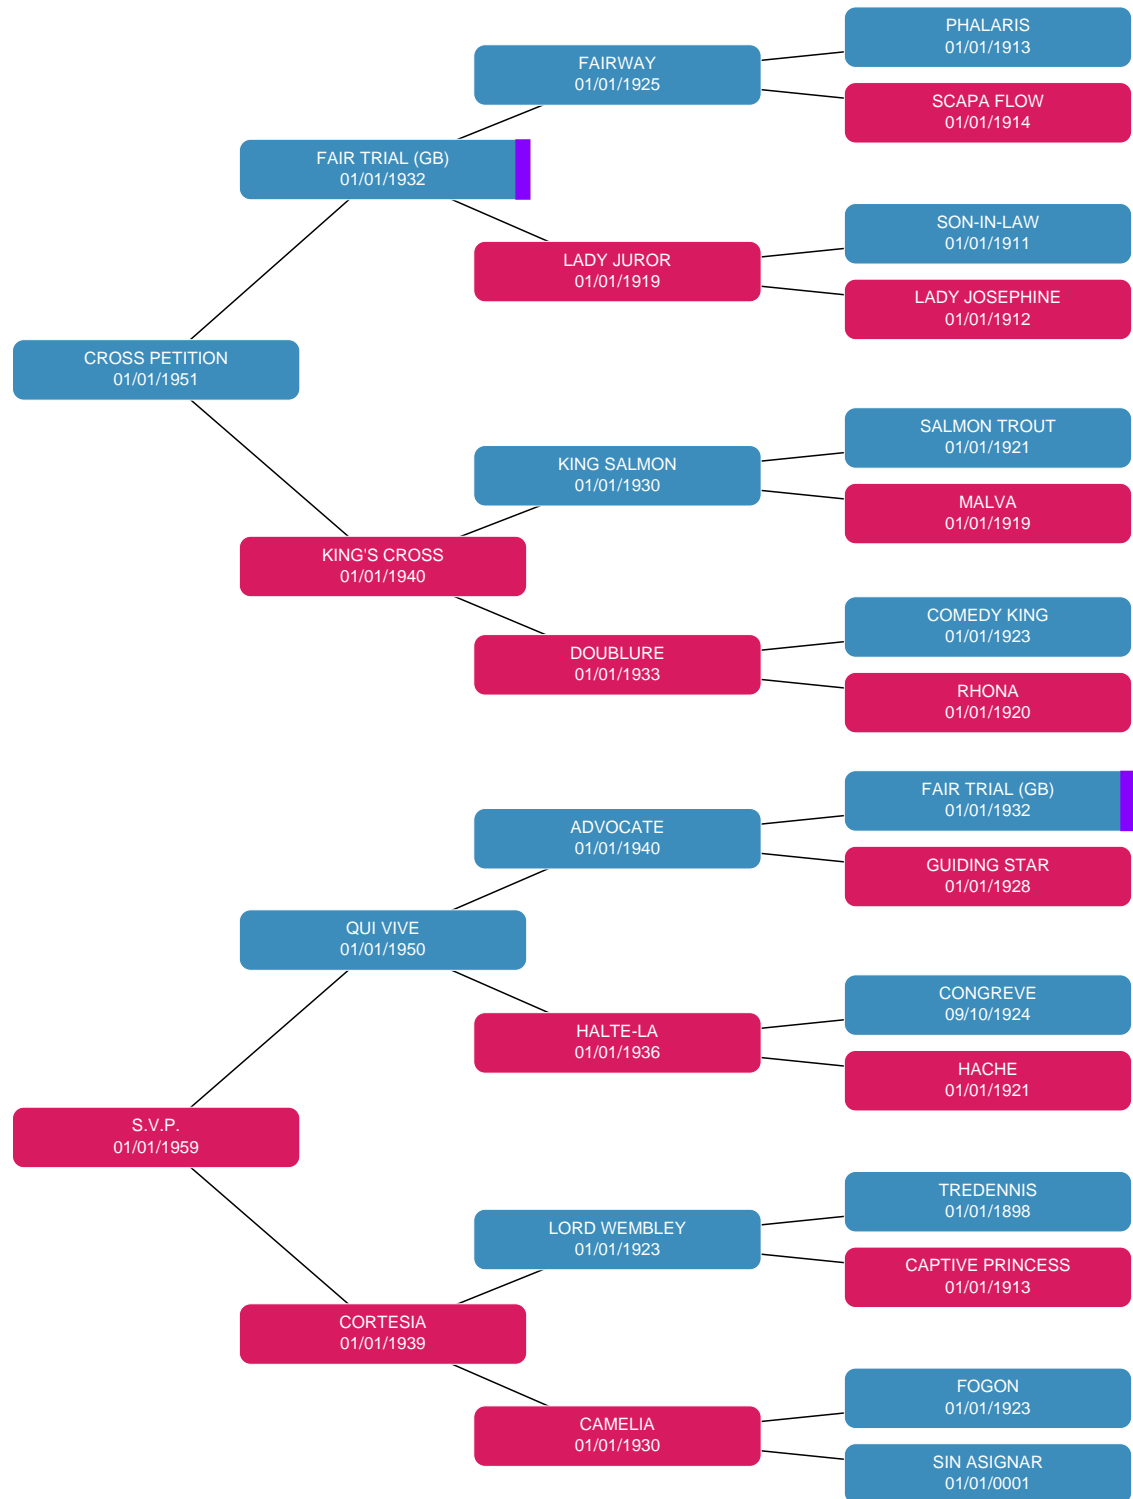 PHALARIS
01/01/1913
FAIRWAY
01/01/1925
SCAPA FLOW
01/01/1914
FAIR TRIAL (GB)
01/01/1932
SON-IN-LAW
01/01/1911
LADY JUROR
01/01/1919
LADY JOSEPHINE
01/01/1912
CROSS PETITION
01/01/1951
SALMON TROUT
01/01/1921
KING SALMON
01/01/1930
MALVA
01/01/1919
KING'S CROSS
01/01/1940
COMEDY KING
01/01/1923
DOUBLURE
01/01/1933
RHONA
01/01/1920
FAIR TRIAL (GB)
01/01/1932
ADVOCATE
01/01/1940
GUIDING STAR
01/01/1928
QUI VIVE
01/01/1950
CONGREVE
09/10/1924
HALTE-LA
01/01/1936
HACHE
01/01/1921
S.V.P.
01/01/1959
TREDENNIS
01/01/1898
LORD WEMBLEY
01/01/1923
CAPTIVE PRINCESS
01/01/1913
CORTESIA
01/01/1939
FOGON
01/01/1923
CAMELIA
01/01/1930
SIN ASIGNAR
01/01/0001